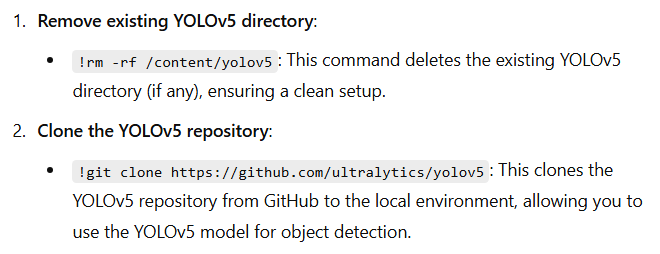 1. Remove existing YOLOv5 directory:
• !rm -rf /content/yolov5 : This command deletes the existing YOLOv5
directory (if any), ensuring a clean setup.
2. Clone the YOLOv5 repository:
• !git clone https://github.com/ultralytics/yolov5 : This clones the
YOLOv5 repository from GitHub to the local environment, allowing you to
use the YOLOv5 model for object detection.